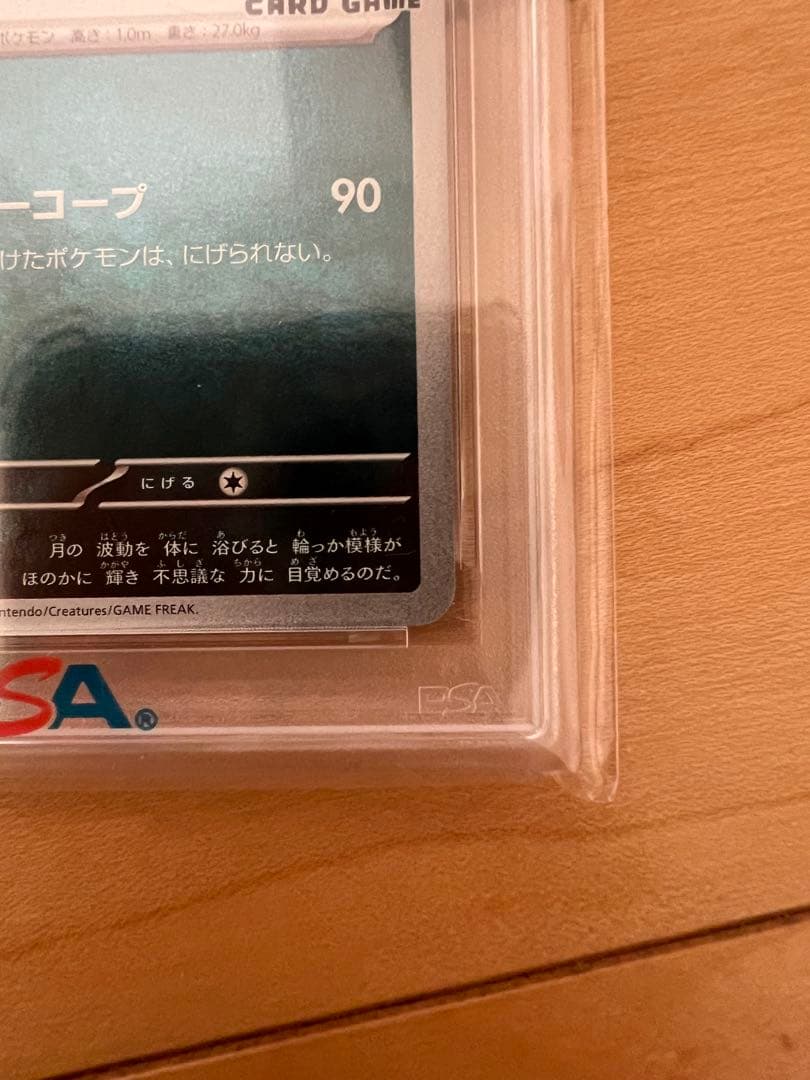 CARD GAME
ポケモン 高さ:1.0m 重さ:27.0kg
ーコープ 90
けたポケモンは、にげられない。
にげる
月の 波動を 体に 浴びると 輪っか模様が
ほのかに 輝き 不思議な 力に 目覚めるのだ。
ntendo/Creatures/GAME FREAK.
SA®
PSA